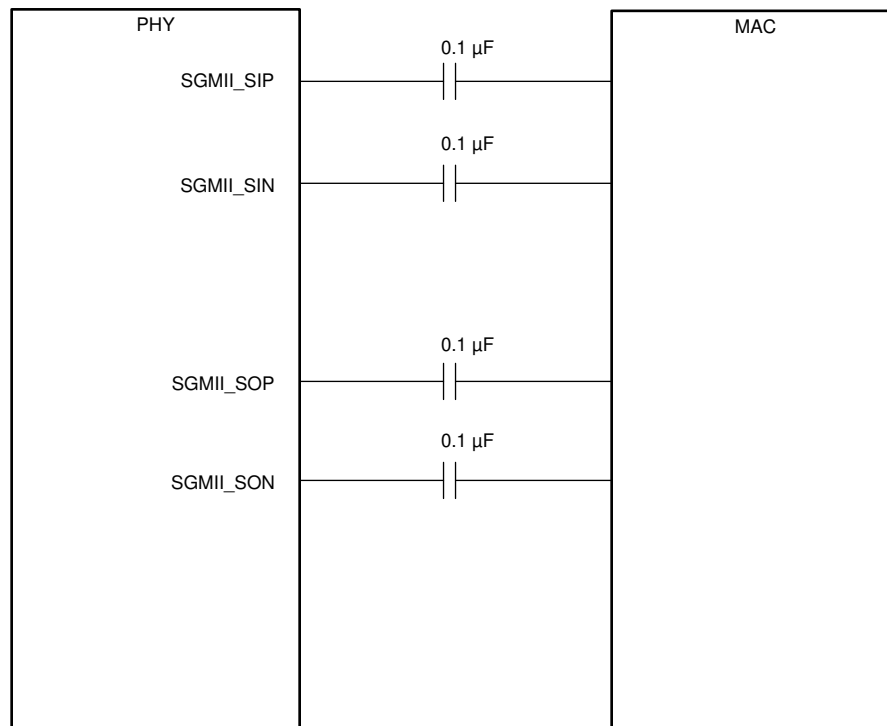 PHY
MAC
0.1 µF
SGMII_SIP
0.1 µF
SGMII_SIN
0.1 µF
SGMII_SOP
0.1 µF
SGMII_SON